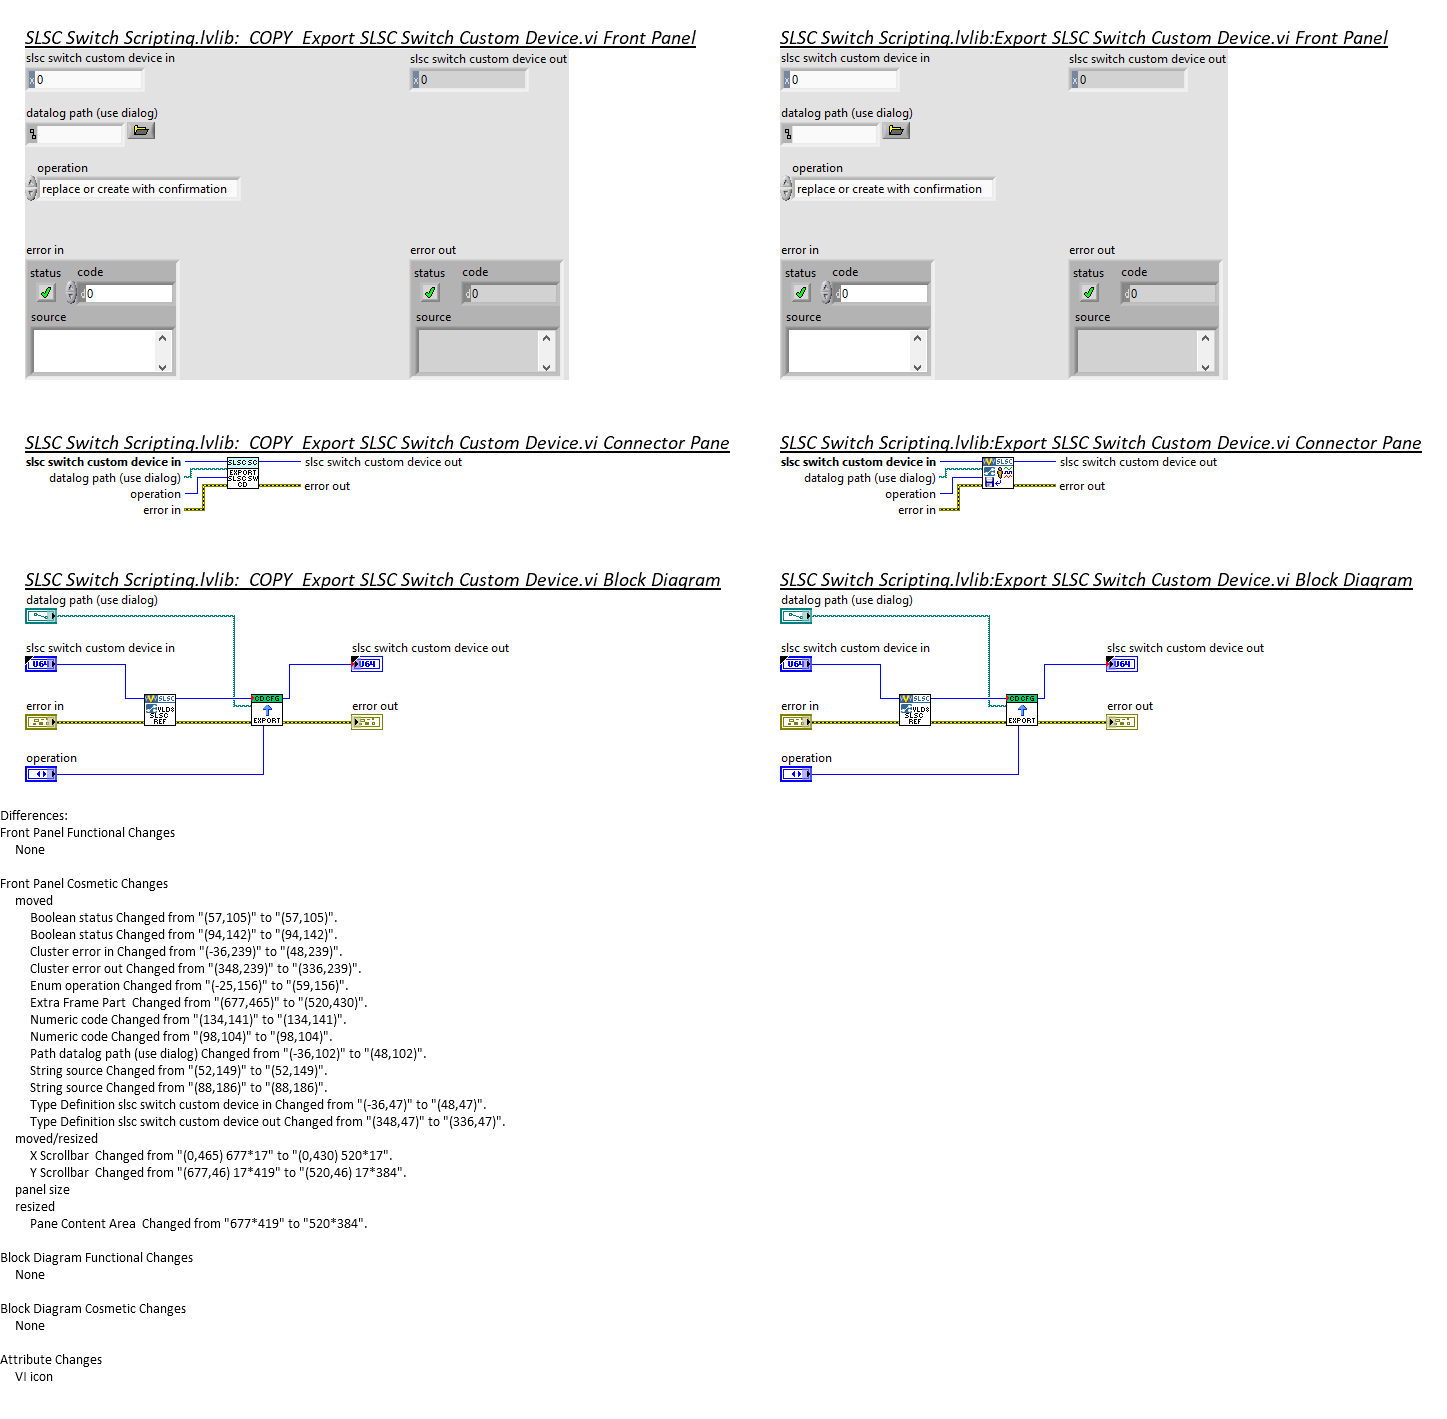 SLSC Switch Scripting.lvlib:_COPY_Export SLSC Switch Custom Device.vi Front Panel
slsc switch custom device in
slsc switch custom device out
x 0
x 0
datalog path (use dialog)
operation
replace or create with confirmation
error in
error out
status code
status code
d 0
d 0
source
source
SLSC Switch Scripting.lvlib:Export SLSC Switch Custom Device.vi Front Panel
slsc switch custom device in
slsc switch custom device out
x 0
x 0
datalog path (use dialog)
operation
replace or create with confirmation
error in
error out
status code
status code
d 0
d 0
source
source
SLSC Switch Scripting.lvlib:_COPY_Export SLSC Switch Custom Device.vi Connector Pane
slsc switch custom device in
slsc switch custom device out
datalog path (use dialog)
operation
error out
error in
SLSC SC
EXPORT
SLSC SW
CD
SLSC Switch Scripting.lvlib:Export SLSC Switch Custom Device.vi Connector Pane
slsc switch custom device in
slsc switch custom device out
datalog path (use dialog)
operation
error out
error in
SLSC
SLSC Switch Scripting.lvlib:_COPY_Export SLSC Switch Custom Device.vi Block Diagram
datalog path (use dialog)
slsc switch custom device in
slsc switch custom device out
U64
U64
error in
error out
SLSC
VLD8
SLSC
REF
CD CFG
EXPORT
operation
SLSC Switch Scripting.lvlib:Export SLSC Switch Custom Device.vi Block Diagram
datalog path (use dialog)
slsc switch custom device in
slsc switch custom device out
U64
U64
error in
error out
SLSC
VLD8
SLSC
REF
CD CFG
EXPORT
operation
Differences:
Front Panel Functional Changes
None
Front Panel Cosmetic Changes
moved
Boolean status Changed from "(57,105)" to "(57,105)".
Boolean status Changed from "(94,142)" to "(94,142)".
Cluster error in Changed from "(-36,239)" to "(48,239)".
Cluster error out Changed from "(348,239)" to "(336,239)".
Enum operation Changed from "(-25,156)" to "(59,156)".
Extra Frame Part  Changed from "(677,465)" to "(520,430)".
Numeric code Changed from "(134,141)" to "(134,141)".
Numeric code Changed from "(98,104)" to "(98,104)".
Path datalog path (use dialog) Changed from "(-36,102)" to "(48,102)".
String source Changed from "(52,149)" to "(52,149)".
String source Changed from "(88,186)" to "(88,186)".
Type Definition slsc switch custom device in Changed from "(-36,47)" to "(48,47)".
Type Definition slsc switch custom device out Changed from "(348,47)" to "(336,47)".
moved/resized
X Scrollbar  Changed from "(0,465) 677*17" to "(0,430) 520*17".
Y Scrollbar  Changed from "(677,46) 17*419" to "(520,46) 17*384".
panel size
resized
Pane Content Area  Changed from "677*419" to "520*384".
Block Diagram Functional Changes
None
Block Diagram Cosmetic Changes
None
Attribute Changes
VI icon